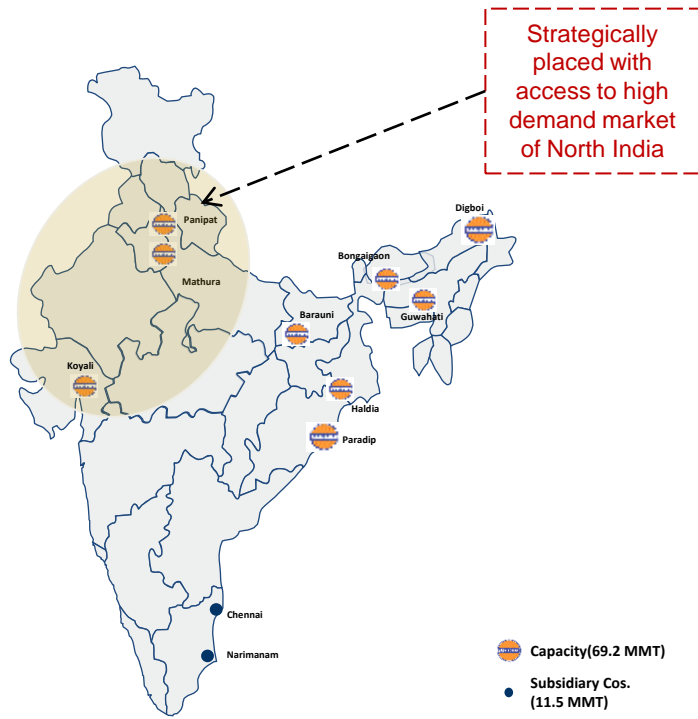 Strategically
placed with
access to high
demand market
of North India
Digboi
Panipat
Bongaigaon
Mathura
Barauni
Guwahati
Koyali
Haldia
Paradip
Chennai
Narimanam
Capacity(69.2 MMT)
Subsidiary Cos.
(11.5 MMT)